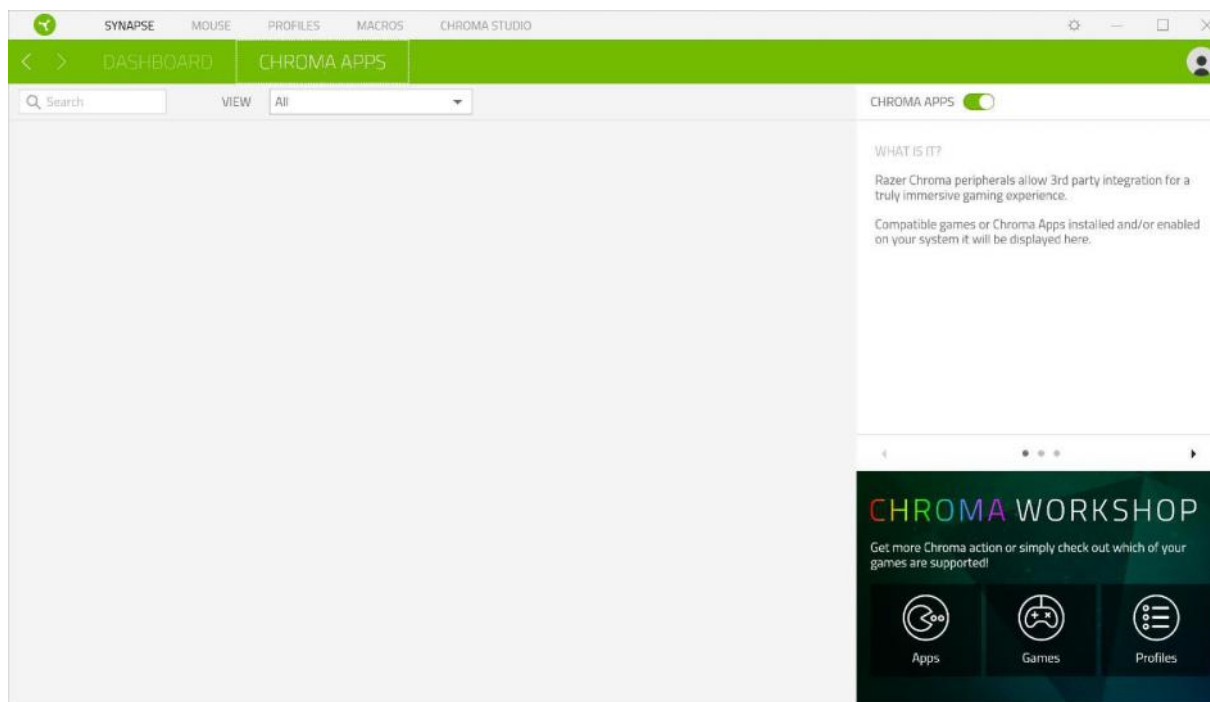 SYNAPSE MOUSE PROFILES MACROS CHROMA STUDIO
DASHBOARD CHROMA APPS
Search VIEW All CHROMA APPS
WHAT IS IT?
Razer Chroma peripherals allow 3rd party integration for a
truly immersive gaming experience.
Compatible games or Chroma Apps installed and/or enabled
on your system it will be displayed here.
CHROMA WORKSHOP
Get more Chroma action or simply check out which of your
games are supported!
Apps Games Profiles